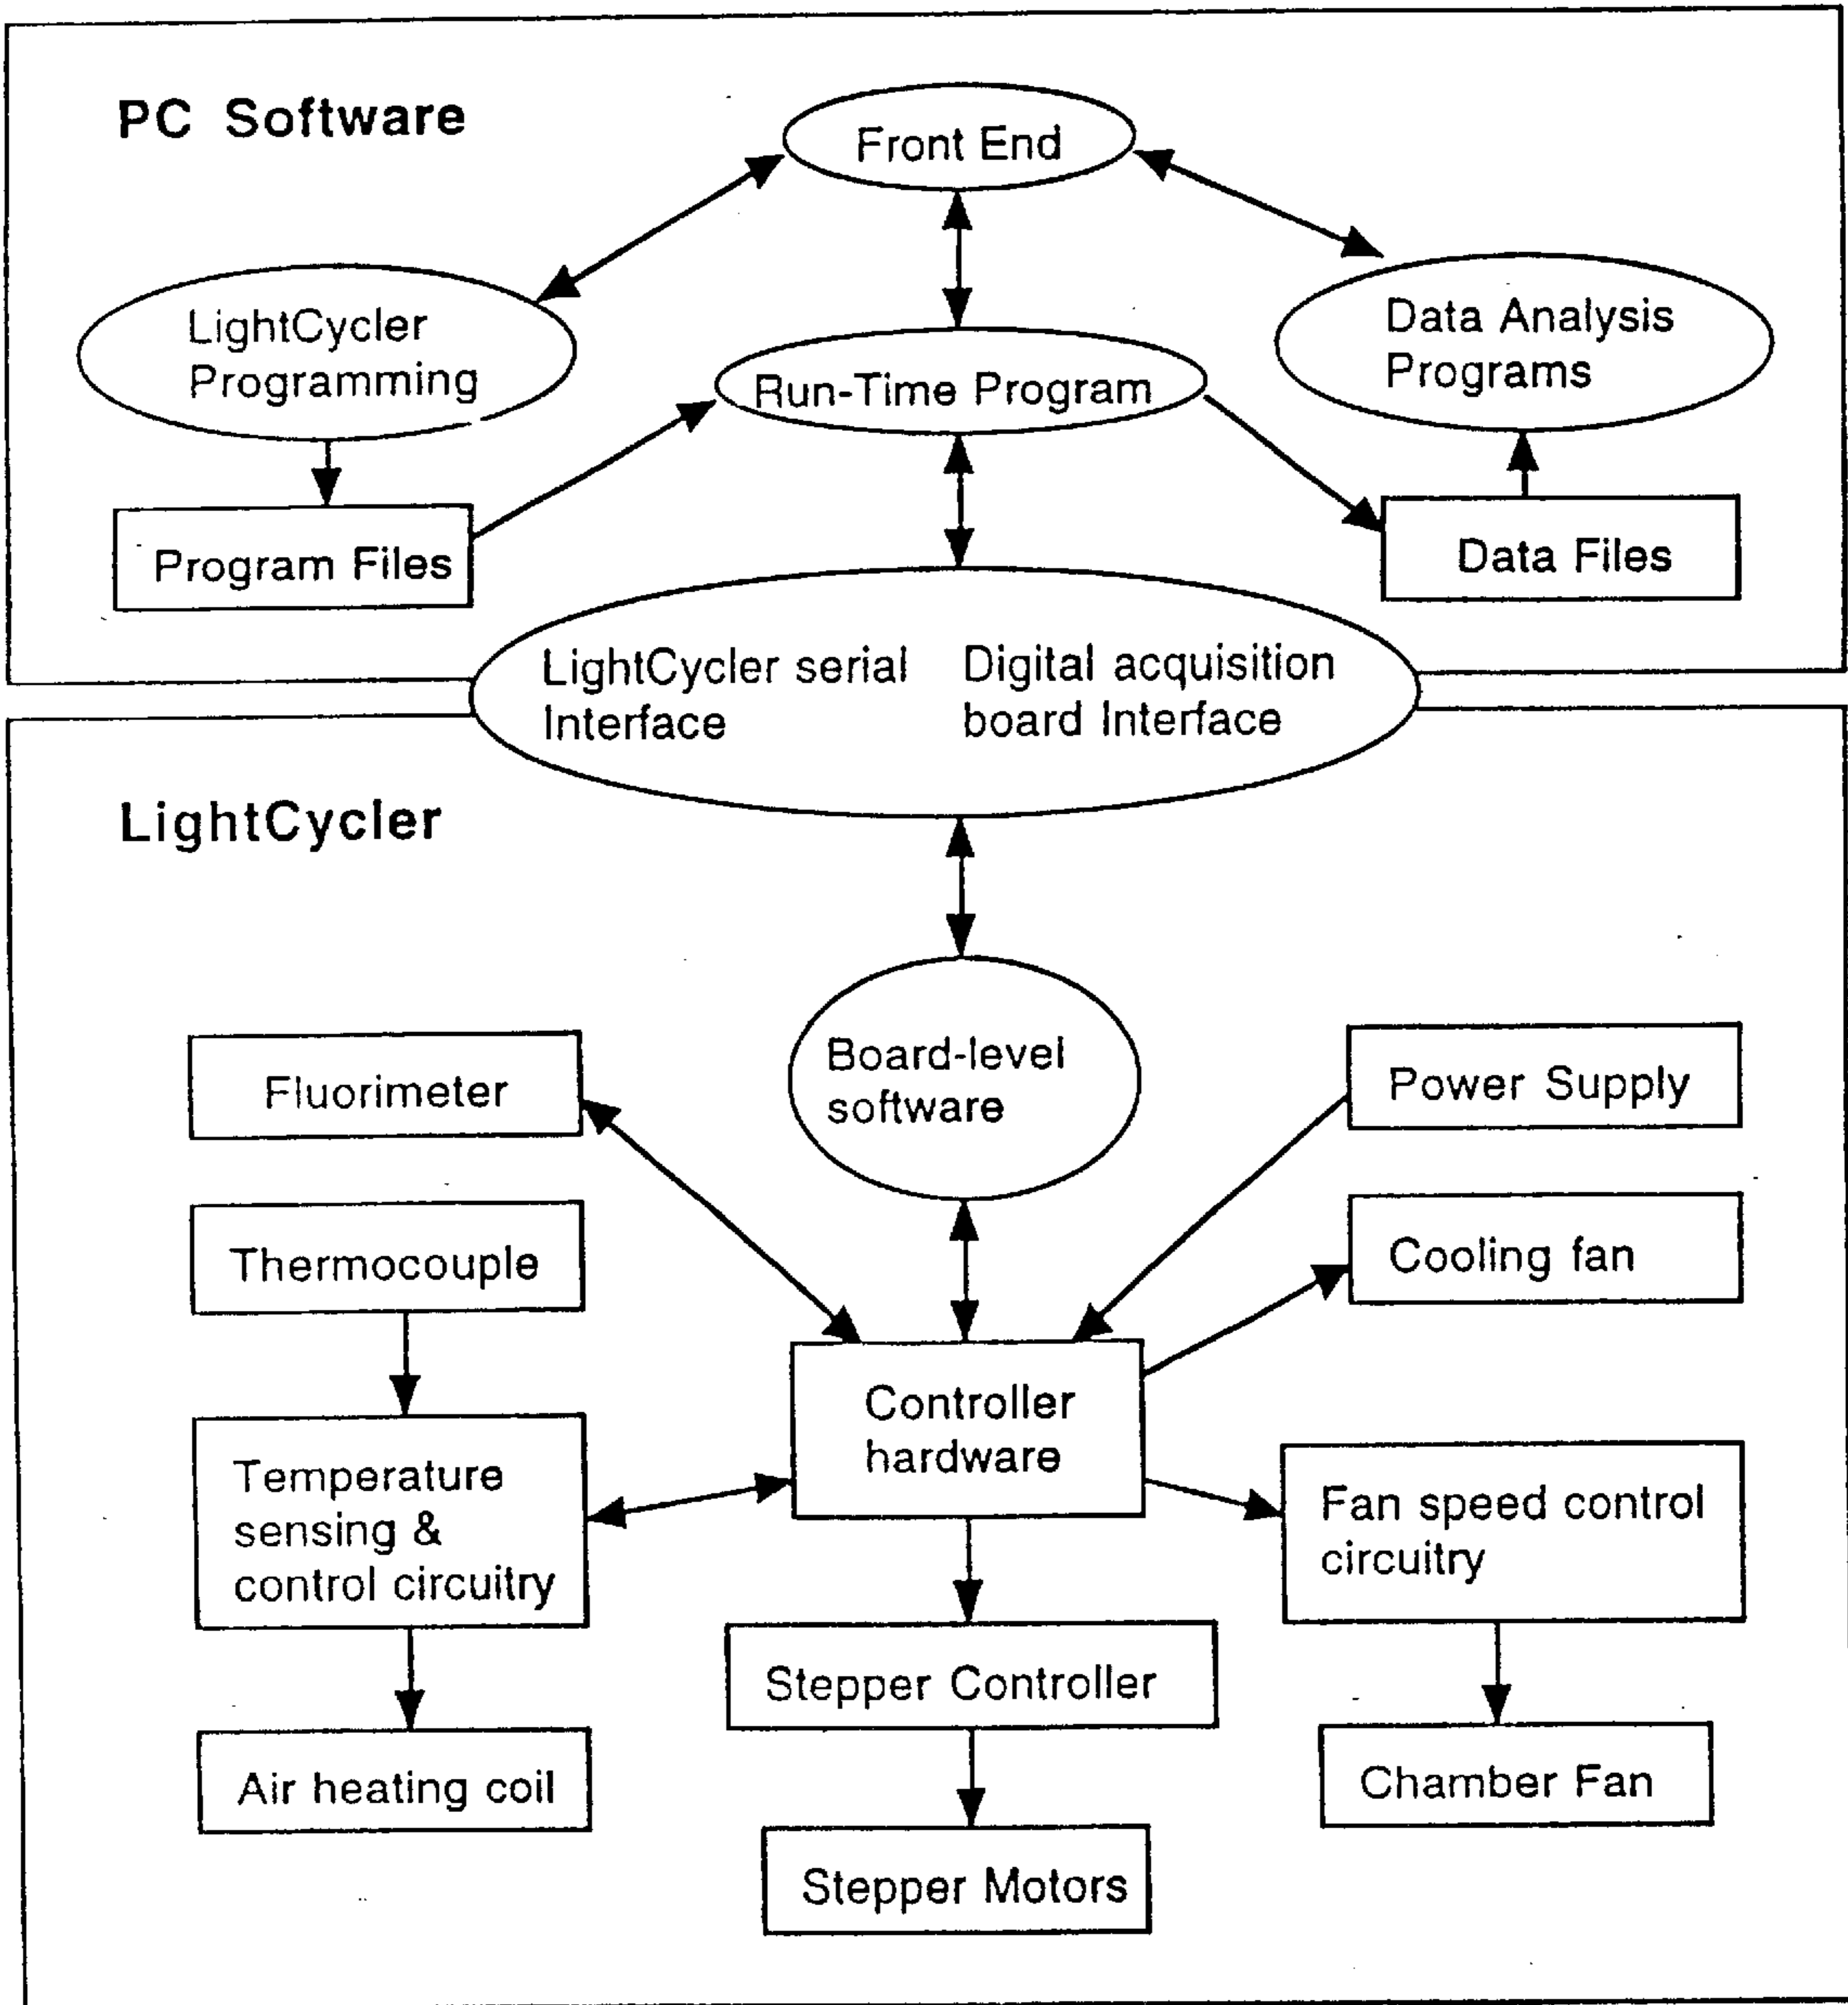 PC Software
Front End
LightCycler
Programming
Run-Time Program
Data Analysis
Programs
Program Files
Data Files
LightCycler serial
Interface
Digital acquisition
board Interface
LightCycler
Board-level
software
Fluorimeter
Power Supply
Thermocouple
Cooling fan
Controller
hardware
Temperature
sensing &
control circuitry
Fan speed control
circuitry
Stepper Controller
Air heating coil
Chamber Fan
Stepper Motors